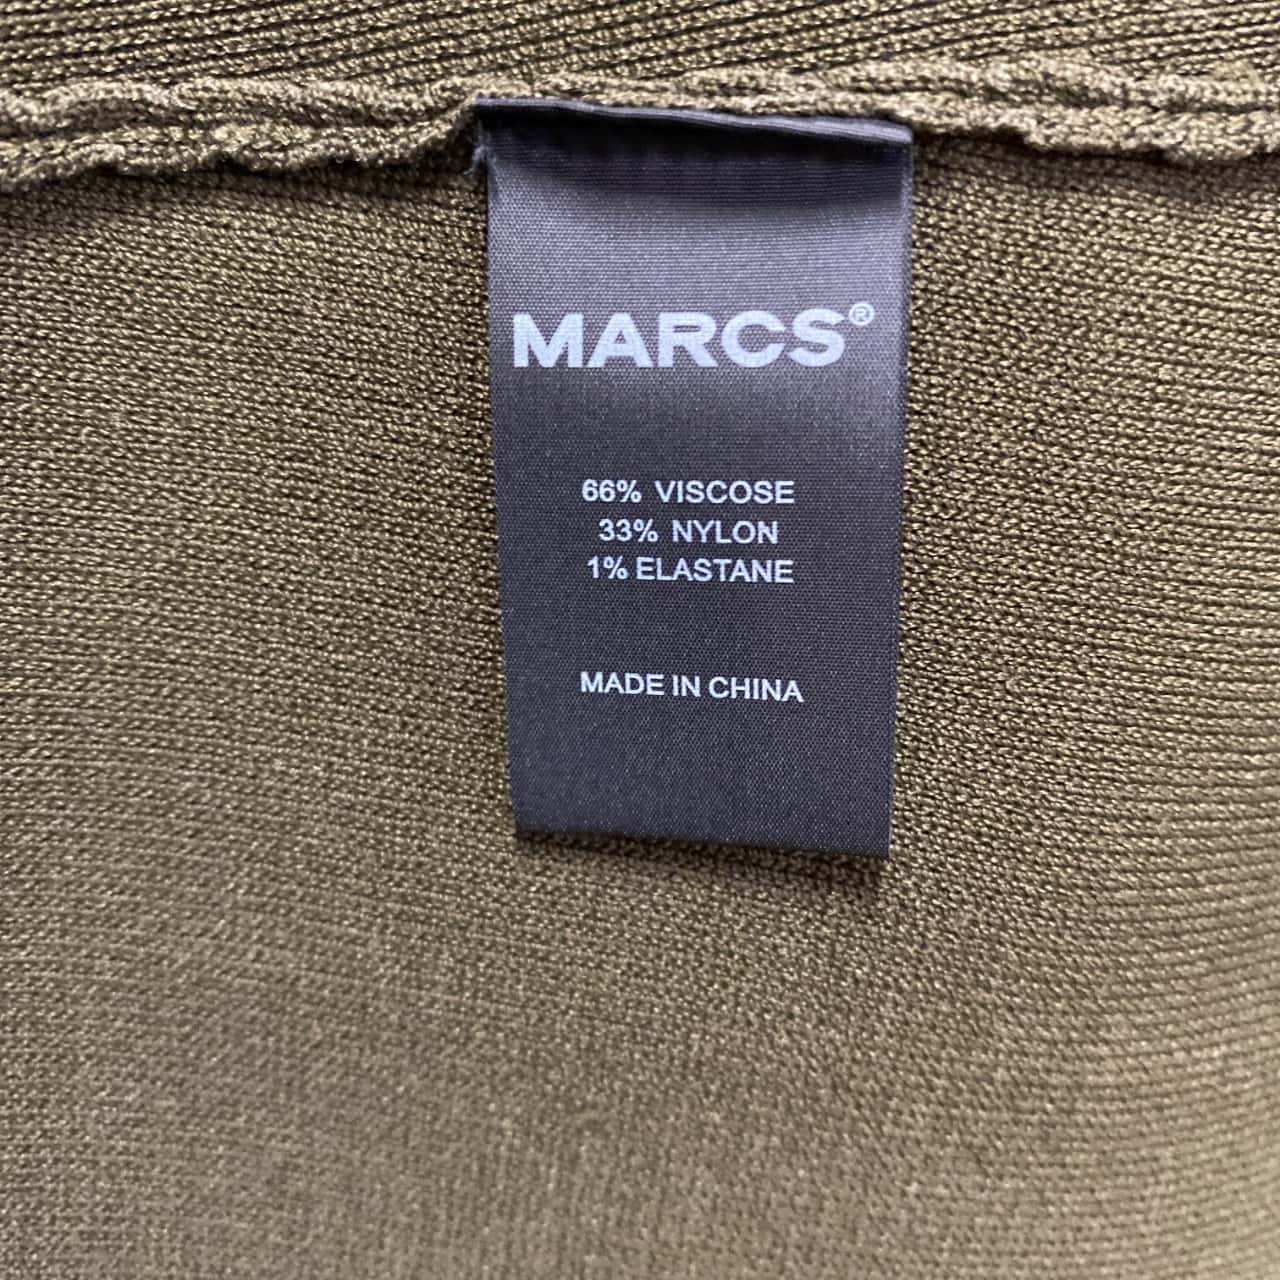 MARCS®
66% VISCOSE
33% NYLON
1% ELASTANE
MADE IN CHINA